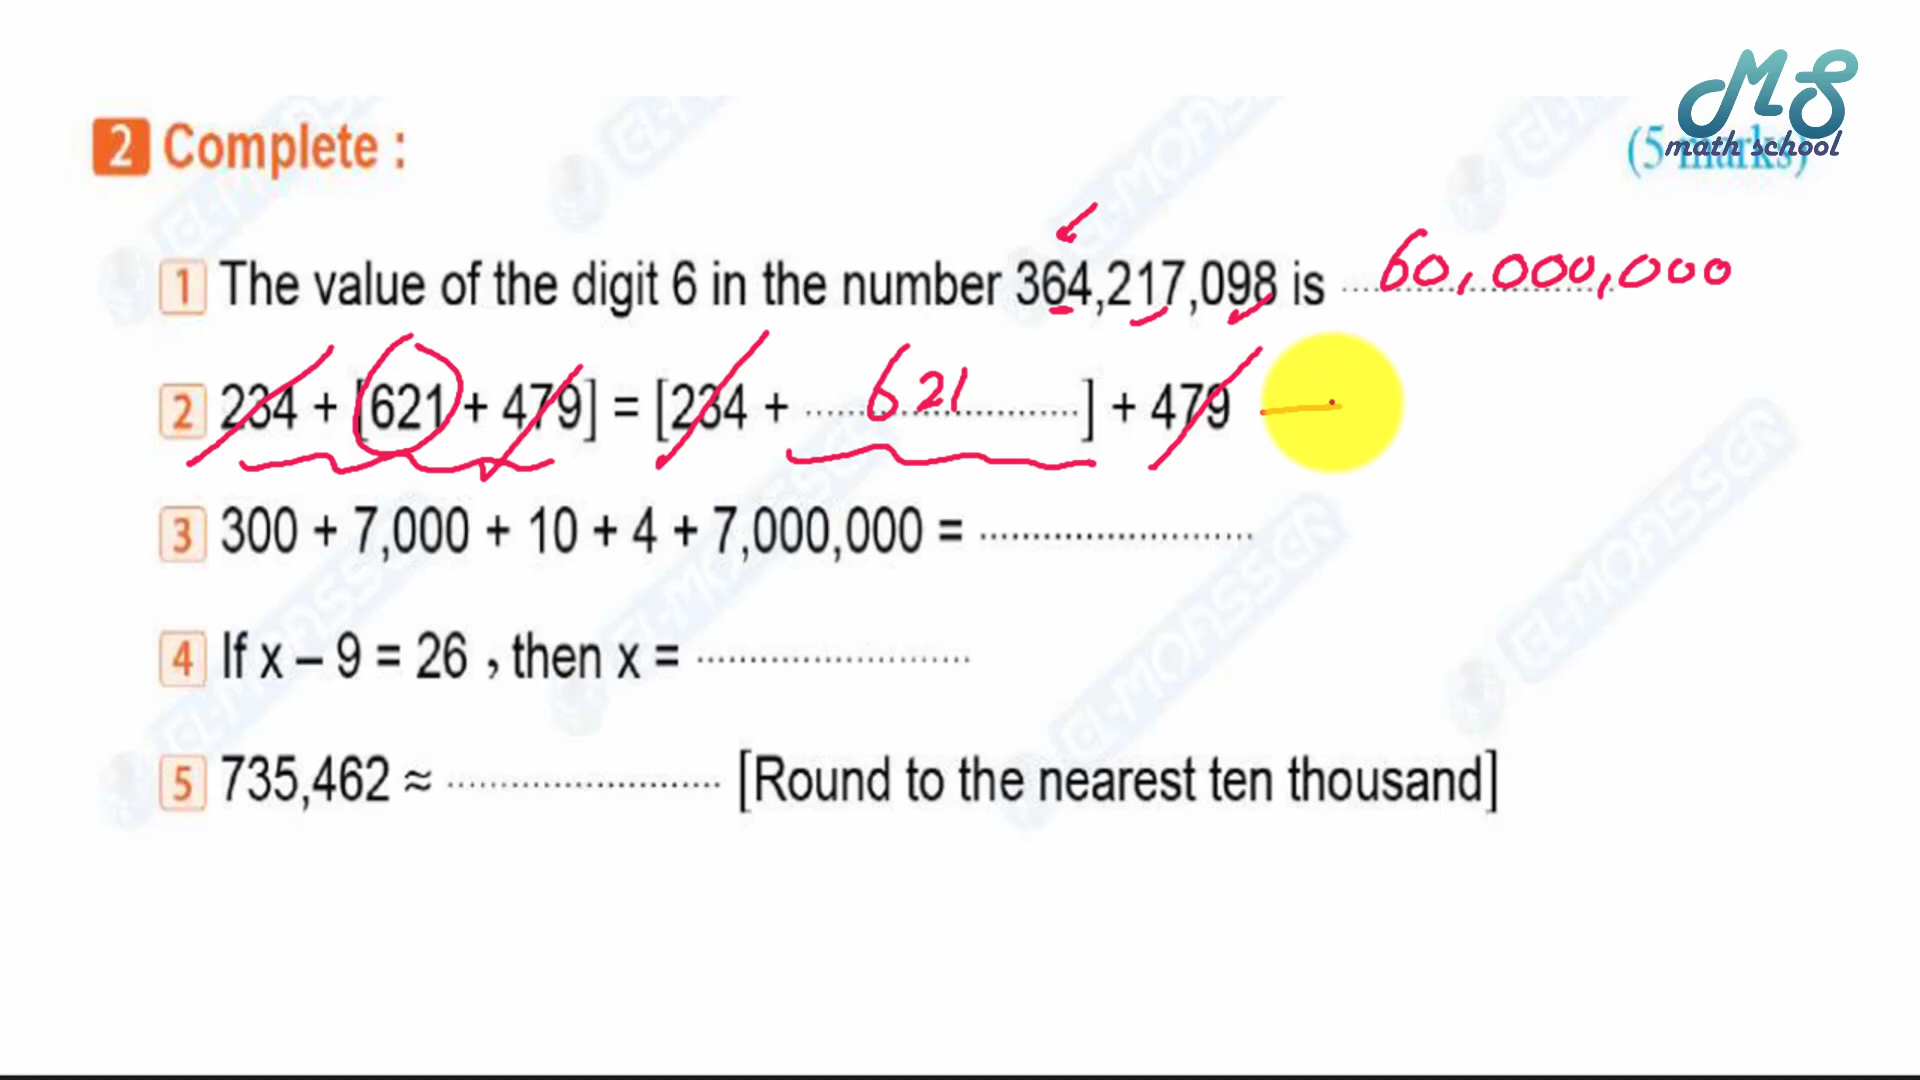 MS
math school
2 Complete :
(5 marks)
1 The value of the digit 6 in the number 364,217,098 is 60,000,000
2 234 + [621 + 479] = [234 + 621 ] + 479
3 300 + 7,000 + 10 + 4 + 7,000,000 = ..........................
4 If x – 9 = 26 , then x = ..........................
5 735,462 ≈ .......................... [Round to the nearest ten thousand]